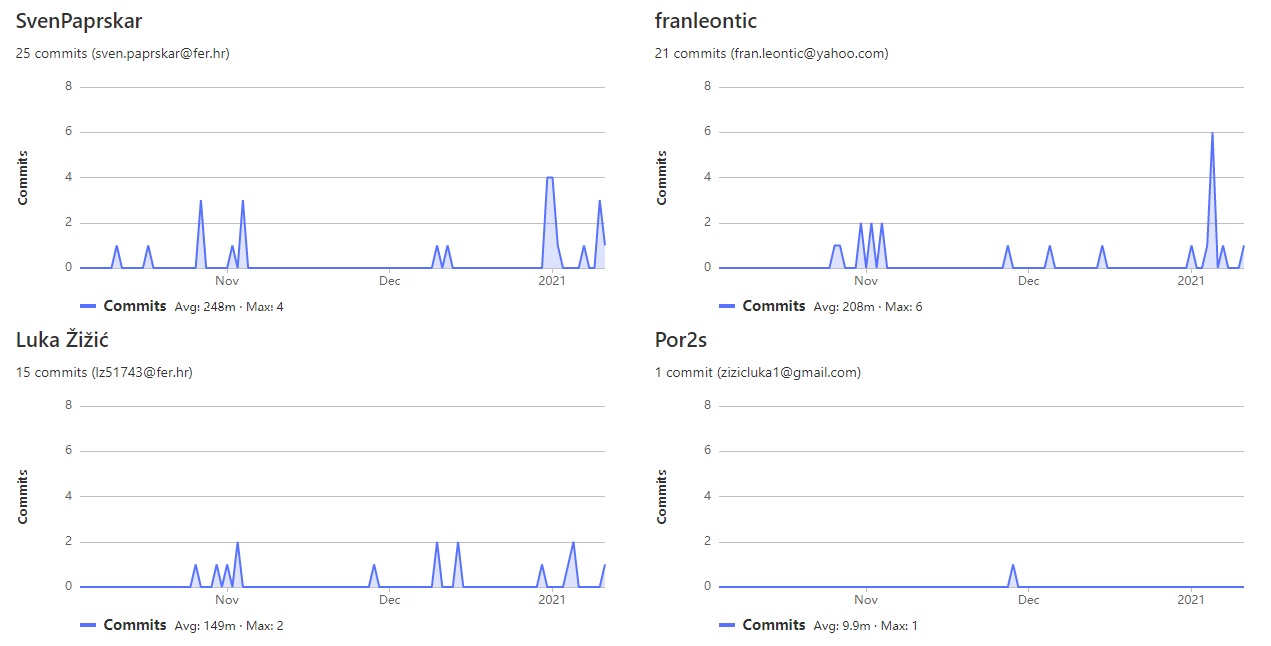 SvenPaprskar
25 commits (sven.paprskar@fer.hr)
8
6
4
2
0
Commits
Nov
Dec
2021
Commits Avg: 248m · Max: 4
franleontic
21 commits (fran.leontic@yahoo.com)
8
6
4
2
0
Commits
Nov
Dec
2021
Commits Avg: 208m · Max: 6
Luka Žižić
15 commits (lz51743@fer.hr)
8
6
4
2
0
Commits
Nov
Dec
2021
Commits Avg: 149m · Max: 2
Por2s
1 commit (zizicluka1@gmail.com)
8
6
4
2
0
Commits
Nov
Dec
2021
Commits Avg: 9.9m · Max: 1